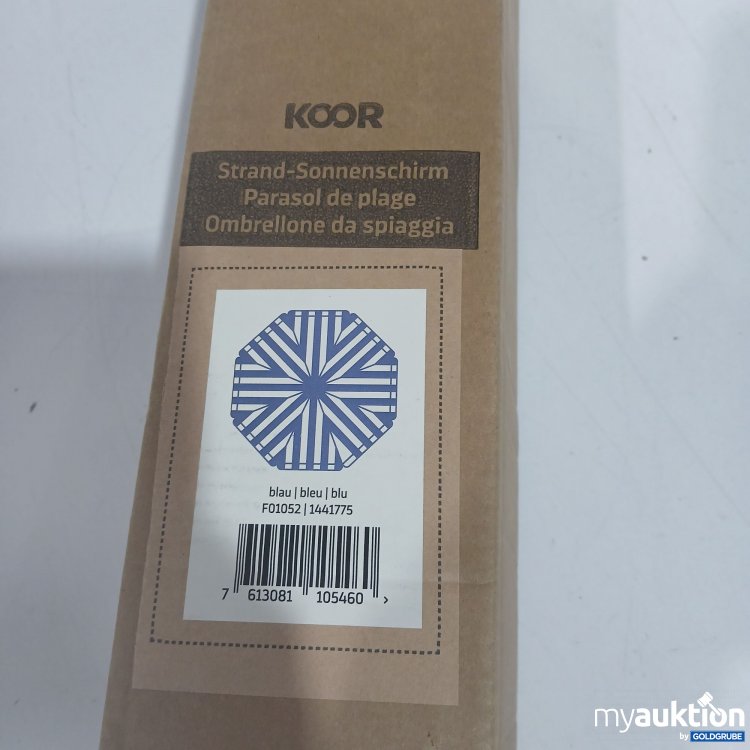 KOOR
Strand-Sonnenschirm
Parasol de plage
Ombrellone da spiaggia
blau | bleu | blu
F01052 | 1441775
7 613081 105460 >
myauktion
by GOLDGRUBE